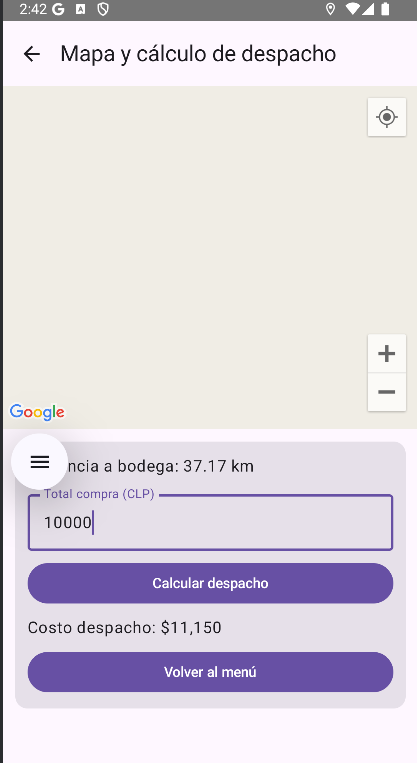 2:42
Mapa y cálculo de despacho
Google
ncia a bodega: 37.17 km
Total compra (CLP)
10000
Calcular despacho
Costo despacho: $11,150
Volver al menú